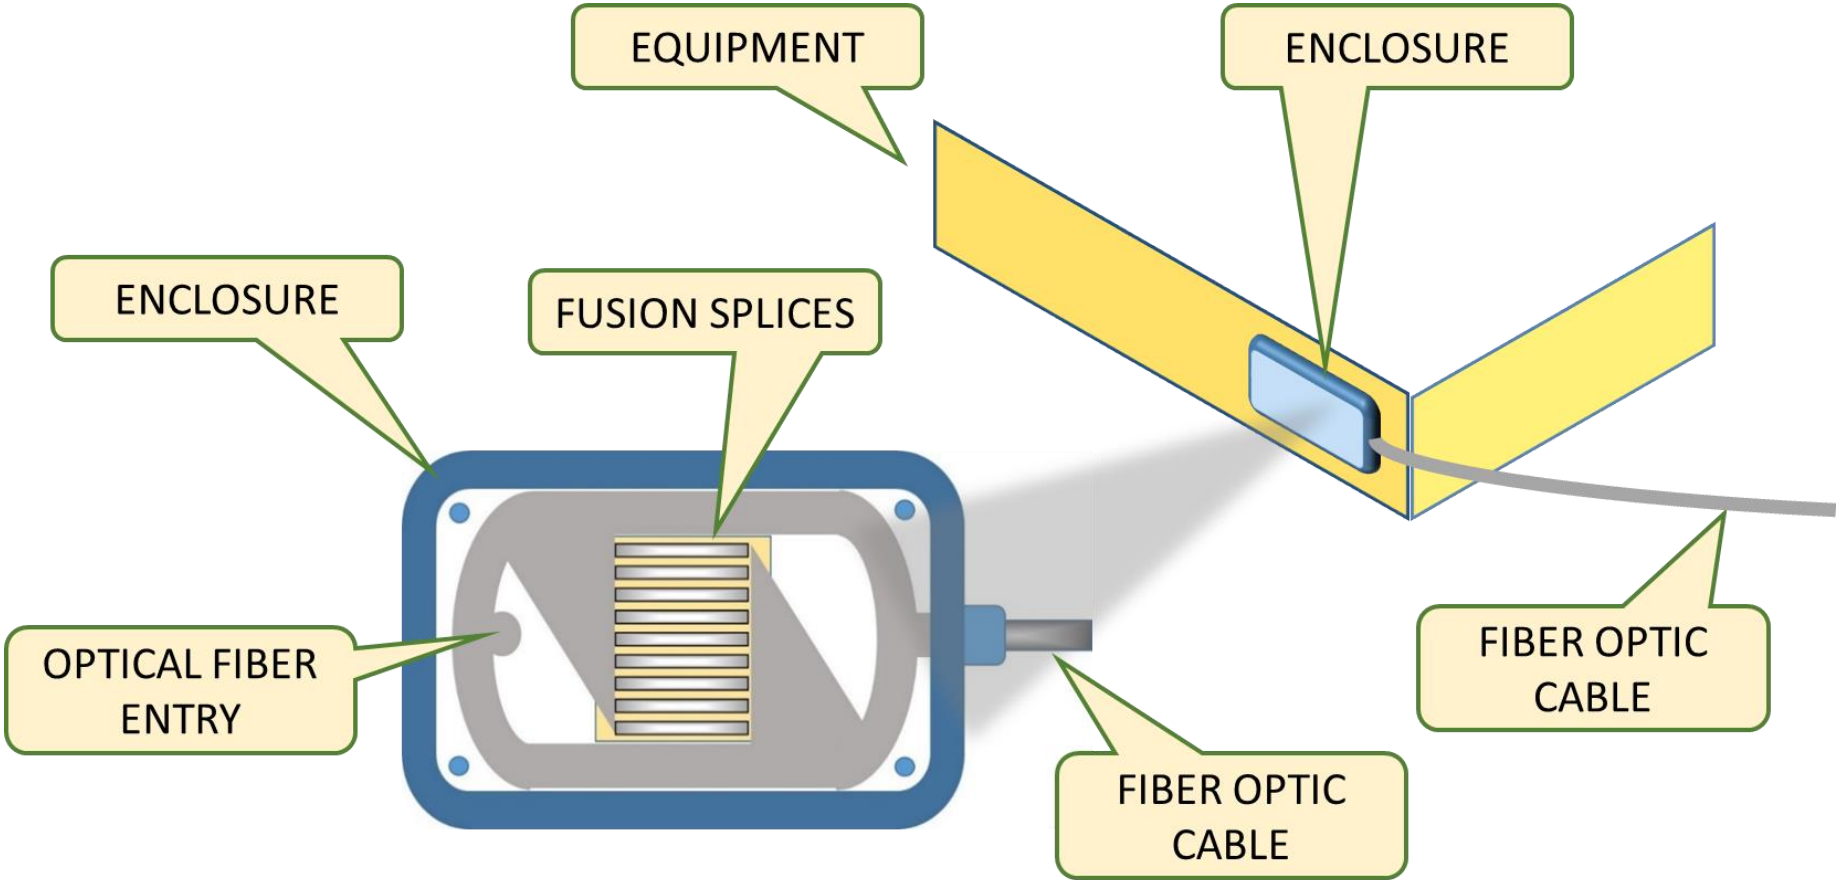 EQUIPMENT
ENCLOSURE
ENCLOSURE
FUSION SPLICES
OPTICAL FIBER
ENTRY
FIBER OPTIC
CABLE
FIBER OPTIC
CABLE